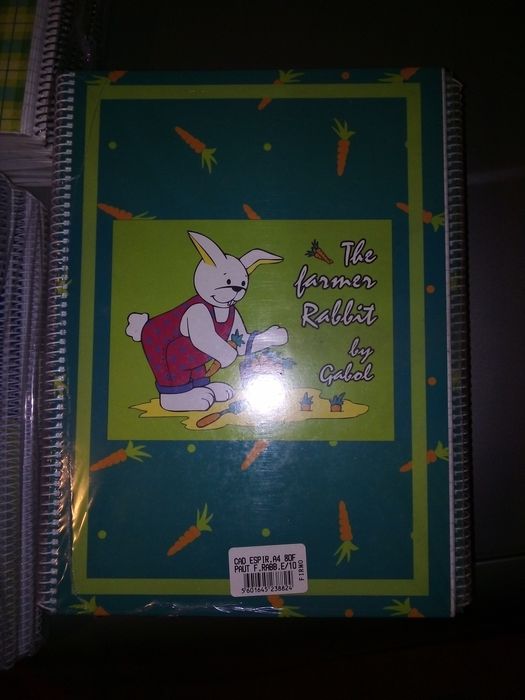 The
farmer
Rabbit
by
Gabol
CAD ESPIR.A4 80F
PAUT F.RABB.E/10
FIRMO
5601645238824